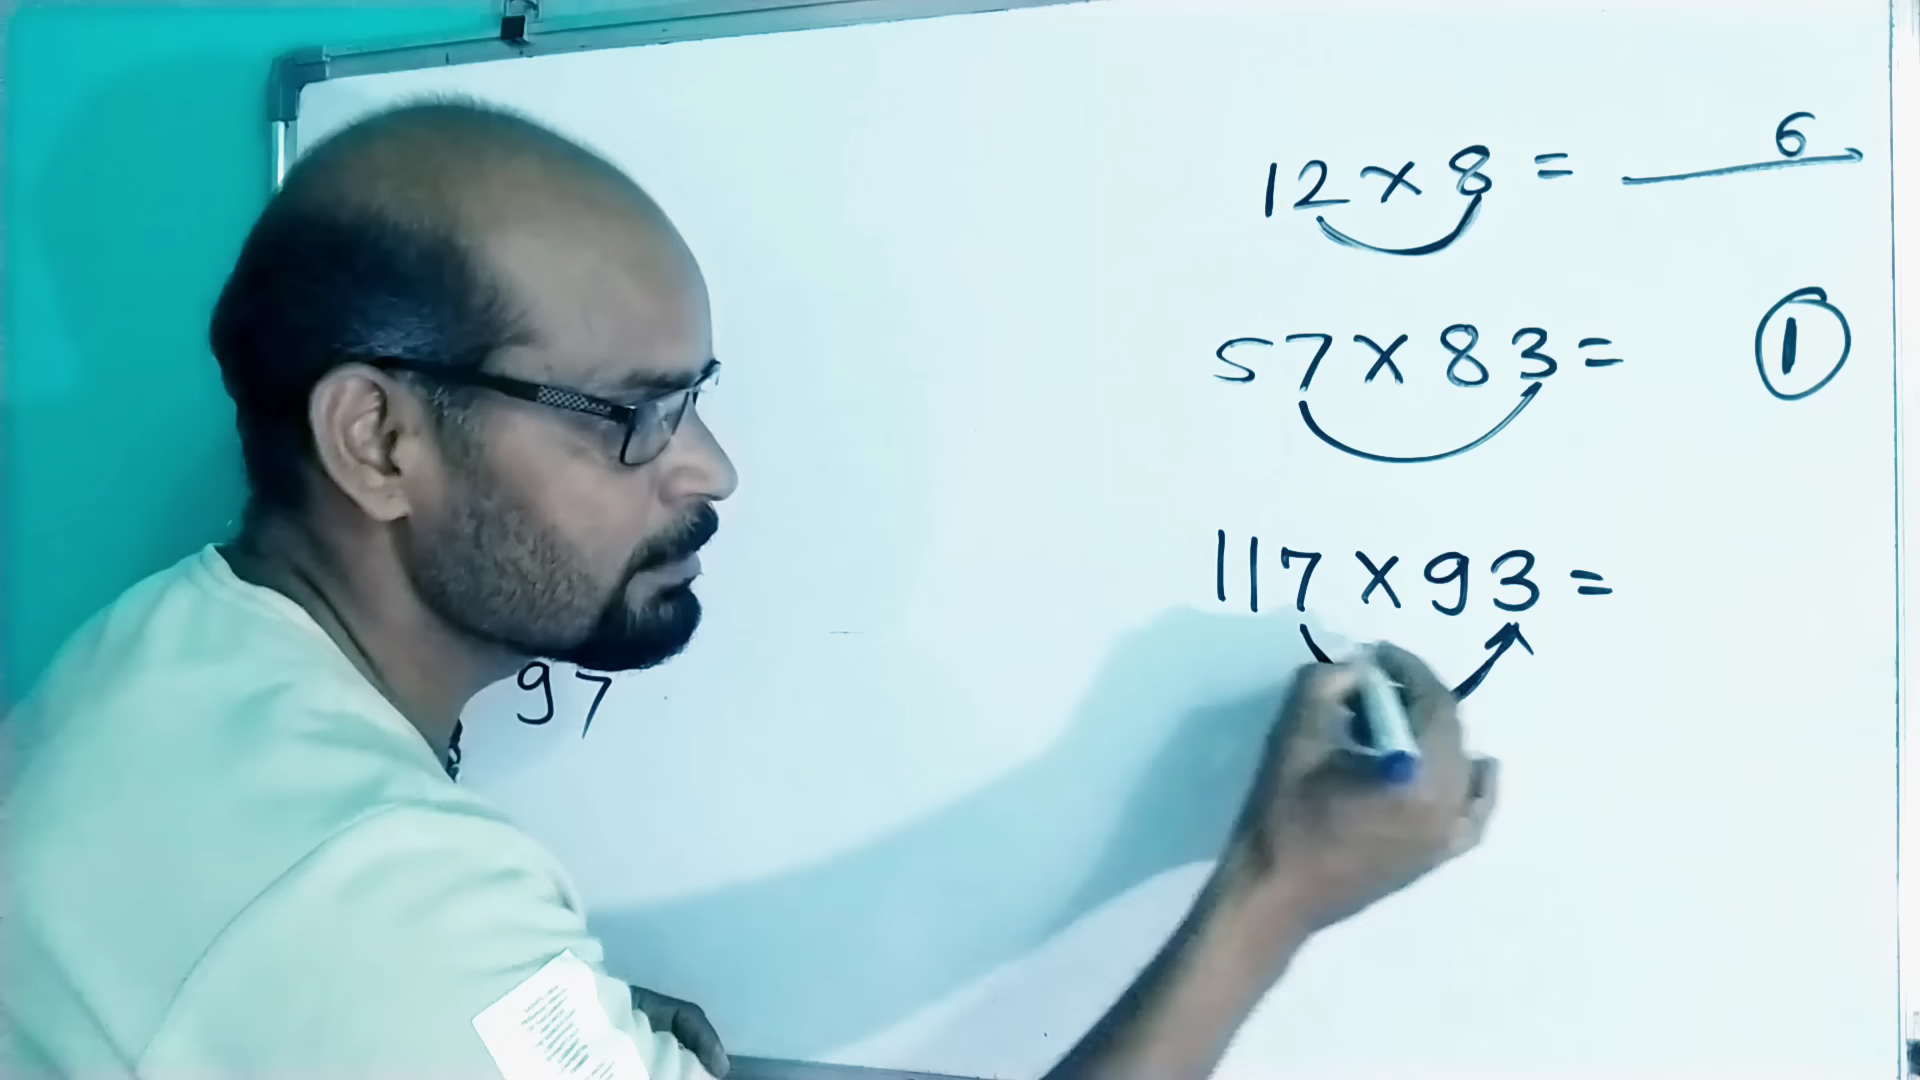 12 × 8 = 6
57 × 83 = 1
117 × 93 =
97